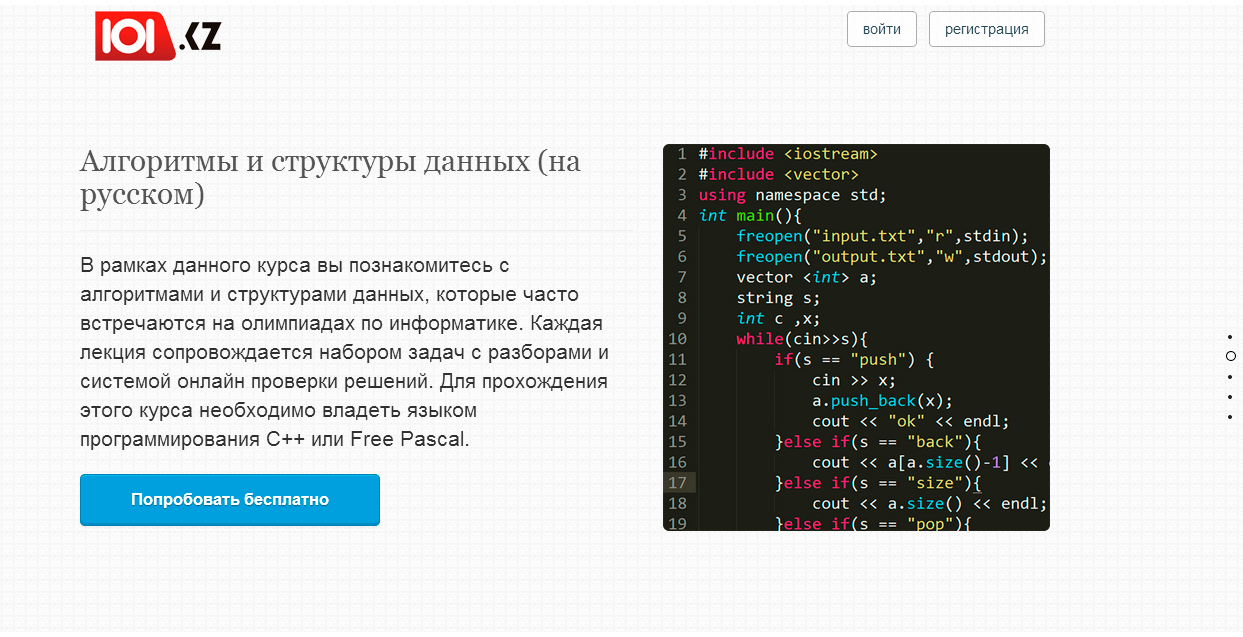 101.KZ
войти
регистрация
Алгоритмы и структуры данных (на
русском)
В рамках данного курса вы познакомитесь с
алгоритмами и структурами данных, которые часто
встречаются на олимпиадах по информатике. Каждая
лекция сопровождается набором задач с разборами и
системой онлайн проверки решений. Для прохождения
этого курса необходимо владеть языком
программирования C++ или Free Pascal.
Попробовать бесплатно
1 #include <iostream>
2 #include <vector>
3 using namespace std;
4 int main(){
5 freopen("input.txt","r",stdin);
6 freopen("output.txt","w",stdout);
7 vector <int> a;
8 string s;
9 int c ,x;
10 while(cin>>s){
11 if(s == "push") {
12 cin >> x;
13 a.push_back(x);
14 cout << "ok" << endl;
15 }else if(s == "back"){
16 cout << a[a.size()-1] <<
17 }else if(s == "size"){
18 cout << a.size() << endl;
19 }else if(s == "pop"){